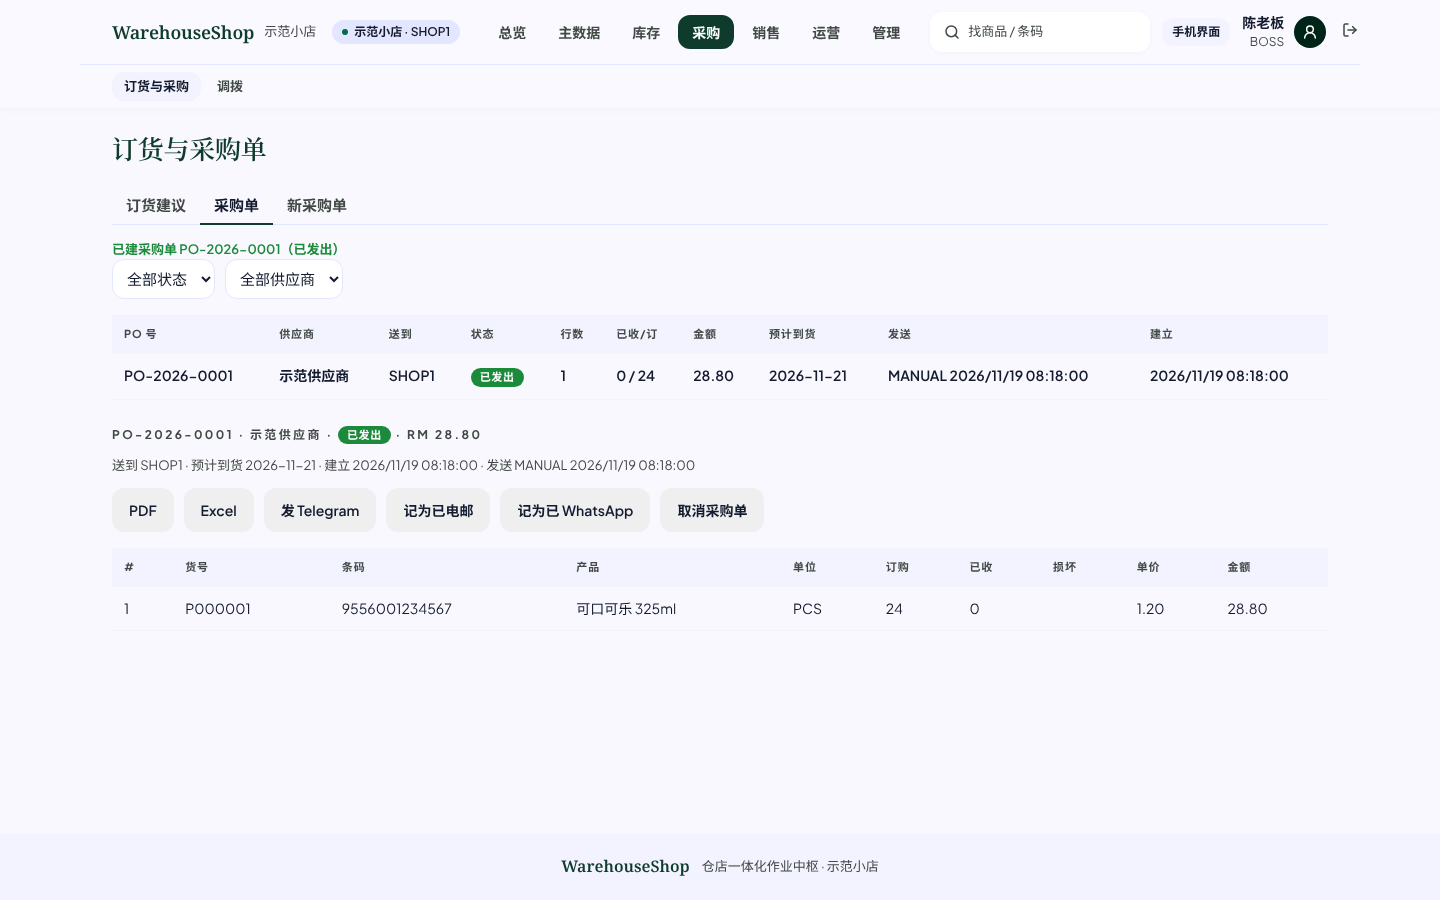 WarehouseShop 示范小店 示范小店 · SHOP1 总览 主数据 库存 采购 销售 运营 管理 找商品 / 条码 手机界面 陈老板
BOSS
订货与采购 调拨
订货与采购单
订货建议 采购单 新采购单
已建采购单 PO-2026-0001（已发出）
全部状态 全部供应商
PO 号 供应商 送到 状态 行数 已收/订 金额 预计到货 发送 建立
PO-2026-0001 示范供应商 SHOP1 已发出 1 0 / 24 28.80 2026-11-21 MANUAL 2026/11/19 08:18:00 2026/11/19 08:18:00
PO-2026-0001 · 示范供应商 · 已发出 · RM 28.80
送到 SHOP1 · 预计到货 2026-11-21 · 建立 2026/11/19 08:18:00 · 发送 MANUAL 2026/11/19 08:18:00
PDF Excel 发 Telegram 记为已电邮 记为已 WhatsApp 取消采购单
# 货号 条码 产品 单位 订购 已收 损坏 单价 金额
1 P000001 9556001234567 可口可乐 325ml PCS 24 0 1.20 28.80
WarehouseShop 仓店一体化作业中枢 · 示范小店